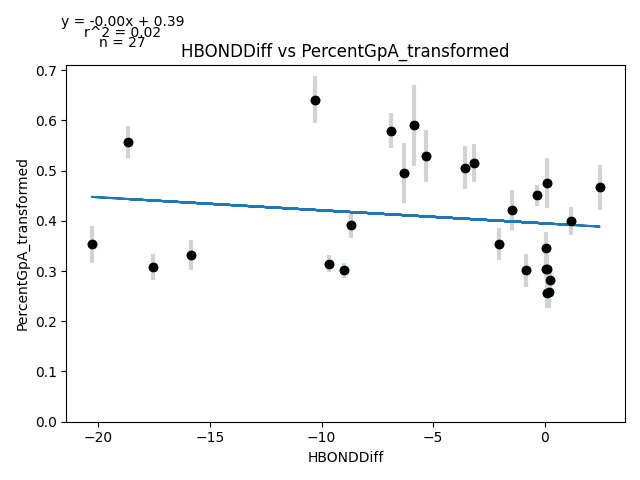 y = -0.00x + 0.39
r^2 = 0.02
n = 27
HBONDDiff vs PercentGpA_transformed
PercentGpA_transformed
0.7
0.6
0.5
0.4
0.3
0.2
0.1
0.0
−20
−15
−10
−5
0
HBONDDiff